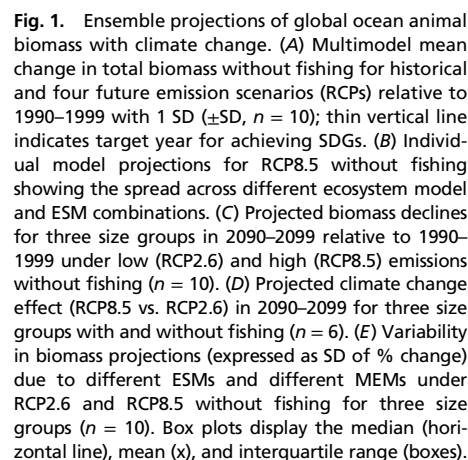 Fig. 1. Ensemble projections of global ocean animal
biomass with climate change. (A) Multimodel mean
change in total biomass without fishing for historical
and four future emission scenarios (RCPs) relative to
1990–1999 with 1 SD (±SD, n = 10); thin vertical line
indicates target year for achieving SDGs. (B) Individ-
ual model projections for RCP8.5 without fishing
showing the spread across different ecosystem model
and ESM combinations. (C) Projected biomass declines
for three size groups in 2090–2099 relative to 1990–
1999 under low (RCP2.6) and high (RCP8.5) emissions
without fishing (n = 10). (D) Projected climate change
effect (RCP8.5 vs. RCP2.6) in 2090–2099 for three size
groups with and without fishing (n = 6). (E) Variability
in biomass projections (expressed as SD of % change)
due to different ESMs and different MEMs under
RCP2.6 and RCP8.5 without fishing for three size
groups (n = 10). Box plots display the median (hori-
zontal line), mean (x), and interquartile range (boxes).